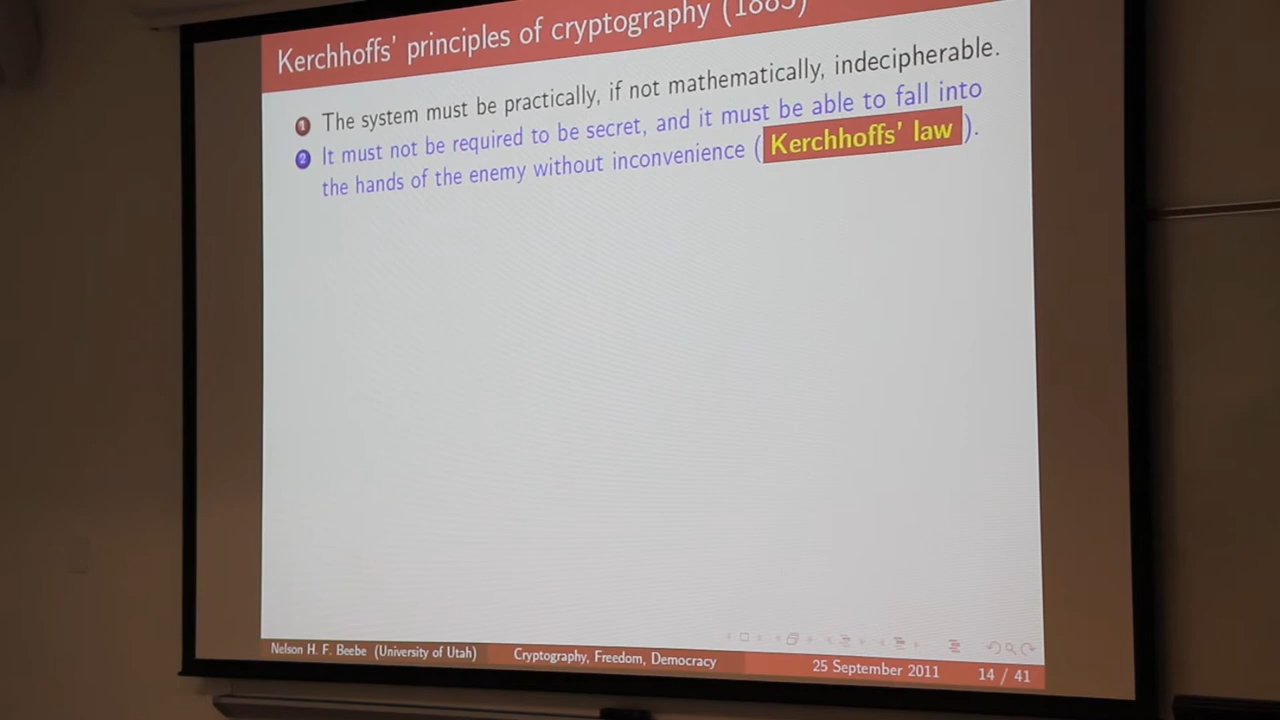 Kerchhoffs' principles of cryptography (1883)
1 The system must be practically, if not mathematically, indecipherable.
2 It must not be required to be secret, and it must be able to fall into
the hands of the enemy without inconvenience ( Kerchhoffs' law ).
Nelson H. F. Beebe (University of Utah) Cryptography, Freedom, Democracy 25 September 2011 14 / 41